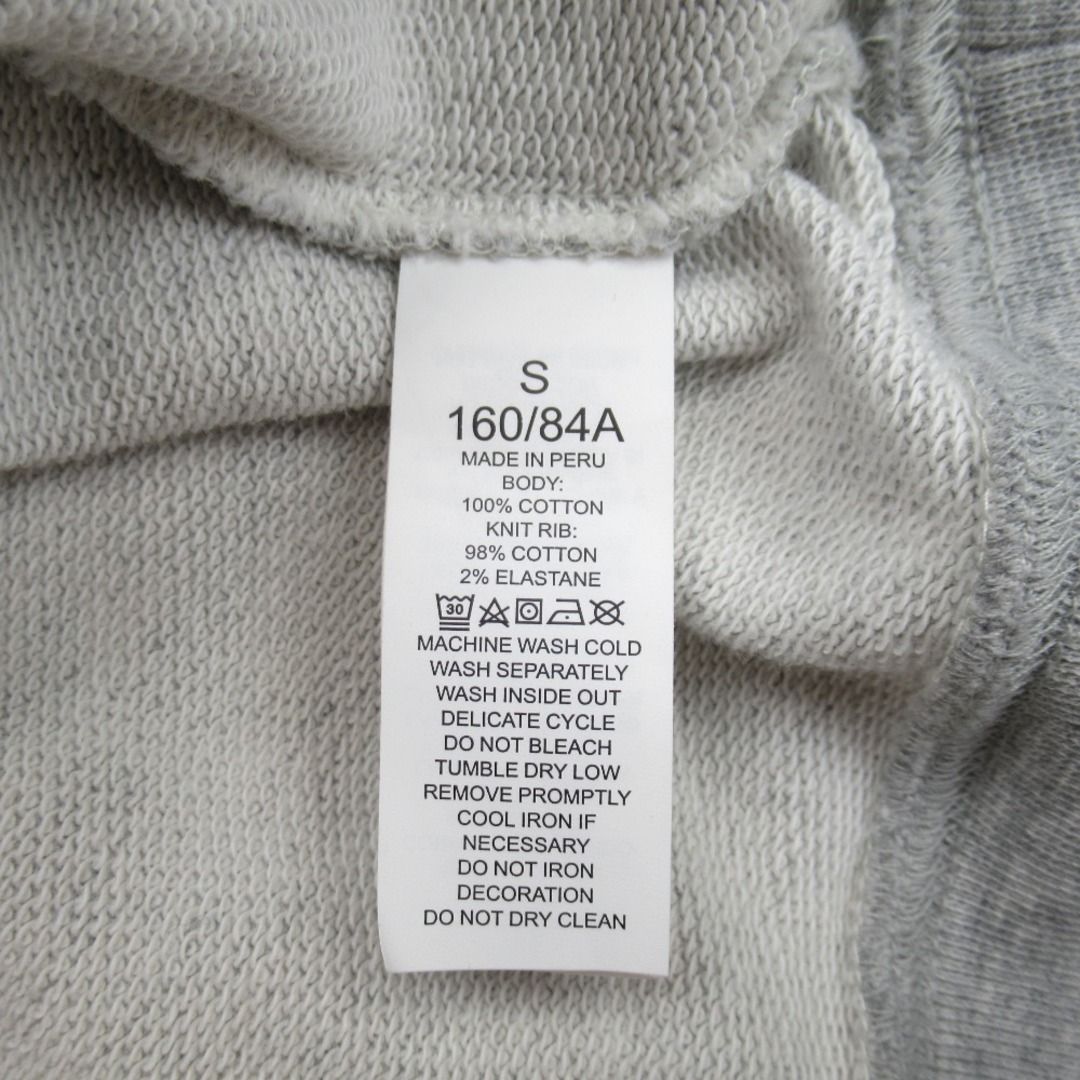 S
160/84A
MADE IN PERU
BODY:
100% COTTON
KNIT RIB:
98% COTTON
2% ELASTANE
30
MACHINE WASH COLD
WASH SEPARATELY
WASH INSIDE OUT
DELICATE CYCLE
DO NOT BLEACH
TUMBLE DRY LOW
REMOVE PROMPTLY
COOL IRON IF
NECESSARY
DO NOT IRON
DECORATION
DO NOT DRY CLEAN